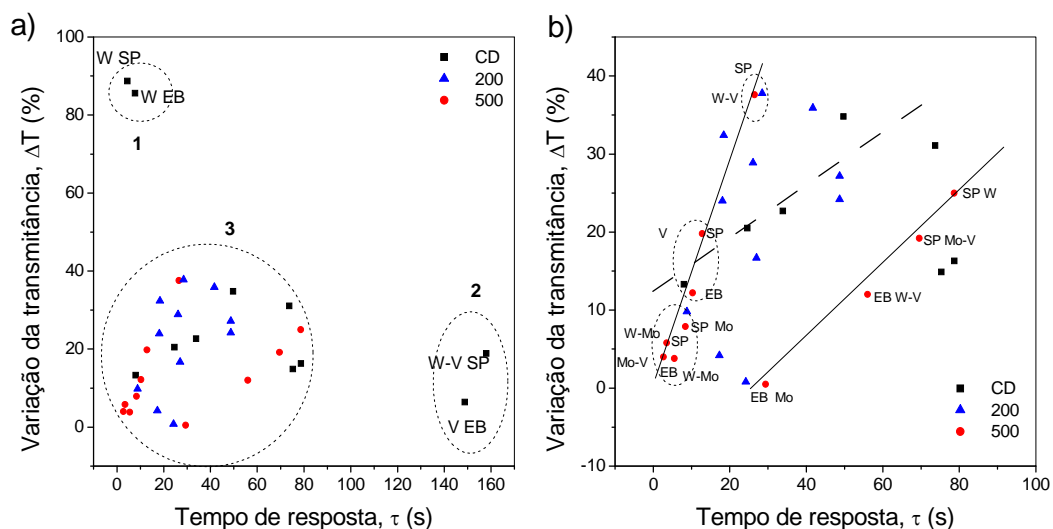 a)
100
80
60
40
20
0
Variação da transmitância, ΔT (%)
W SP
W EB
1
3
2
W-V SP
V EB
CD
200
500
0 20 40 60 80 100 120 140 160
Tempo de resposta, τ (s)
b)
40
30
20
10
0
-10
Variação da transmitância, ΔT (%)
SP
W-V
V SP
EB
SP W
SP Mo-V
EB W-V
SP Mo
W-Mo SP
Mo-V EB W-Mo
EB Mo
CD
200
500
0 20 40 60 80 100
Tempo de resposta, τ (s)